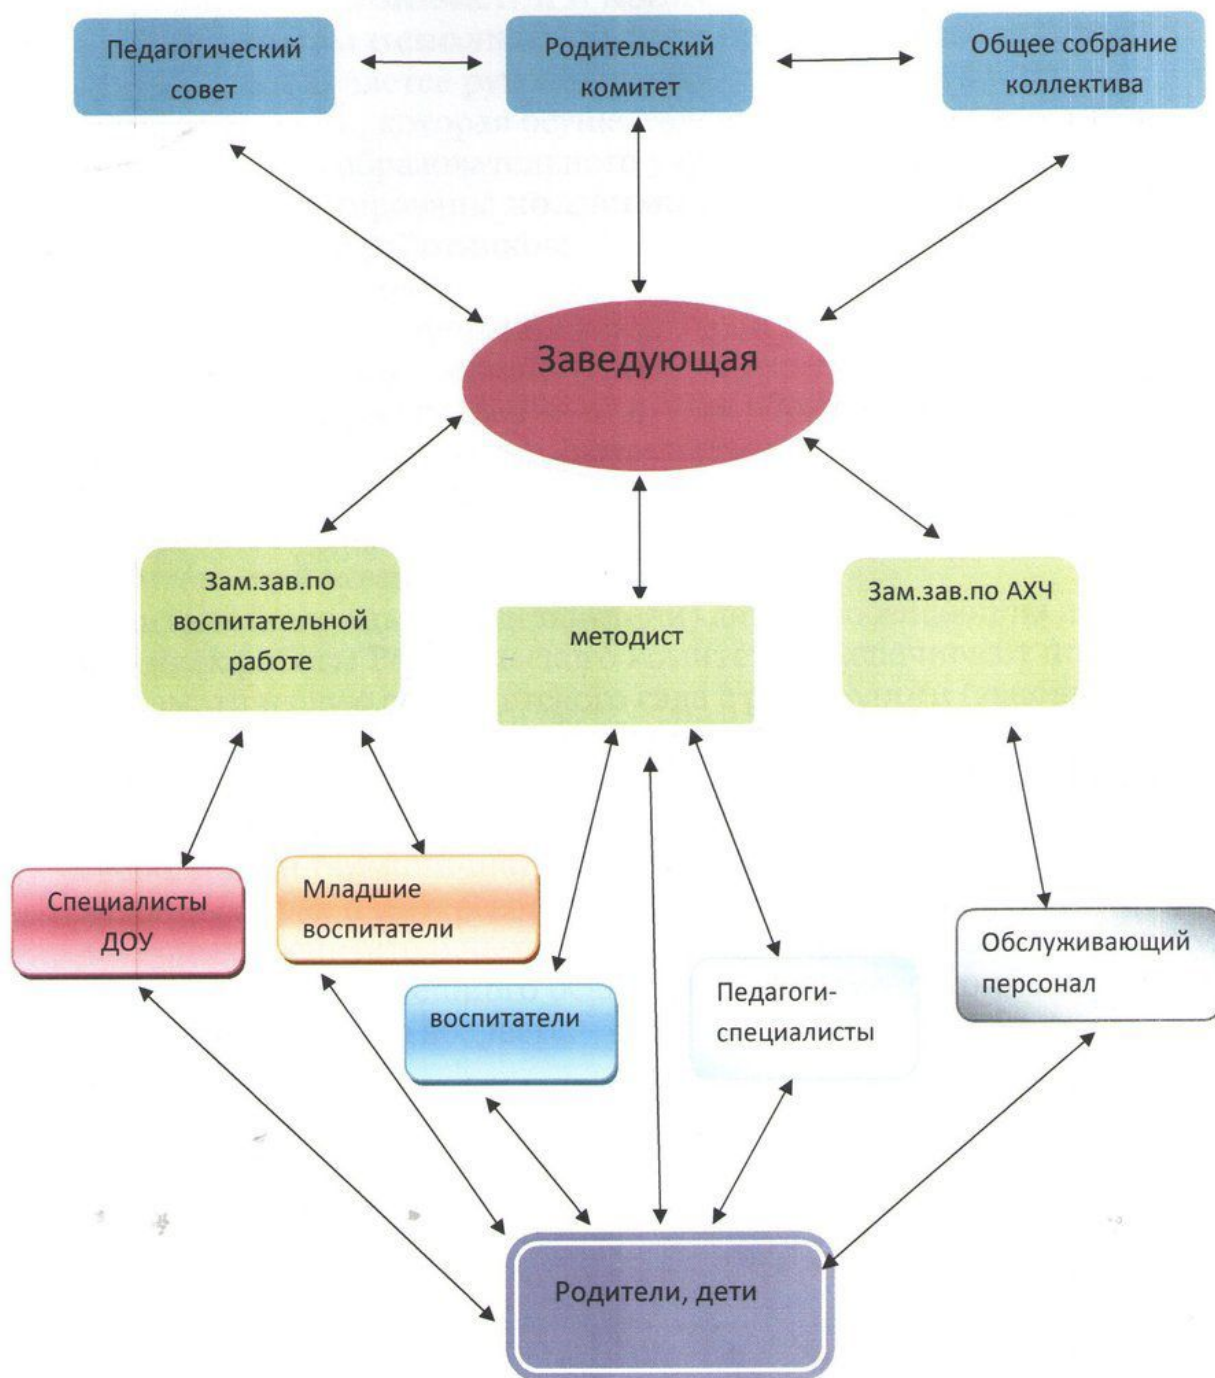 Педагогический
совет
Родительский
комитет
Общее собрание
коллектива
Заведующая
Зам.зав.по
воспитательной
работе
методист
Зам.зав.по АХЧ
Специалисты
ДОУ
Младшие
воспитатели
воспитатели
Педагоги-
специалисты
Обслуживающий
персонал
Родители, дети